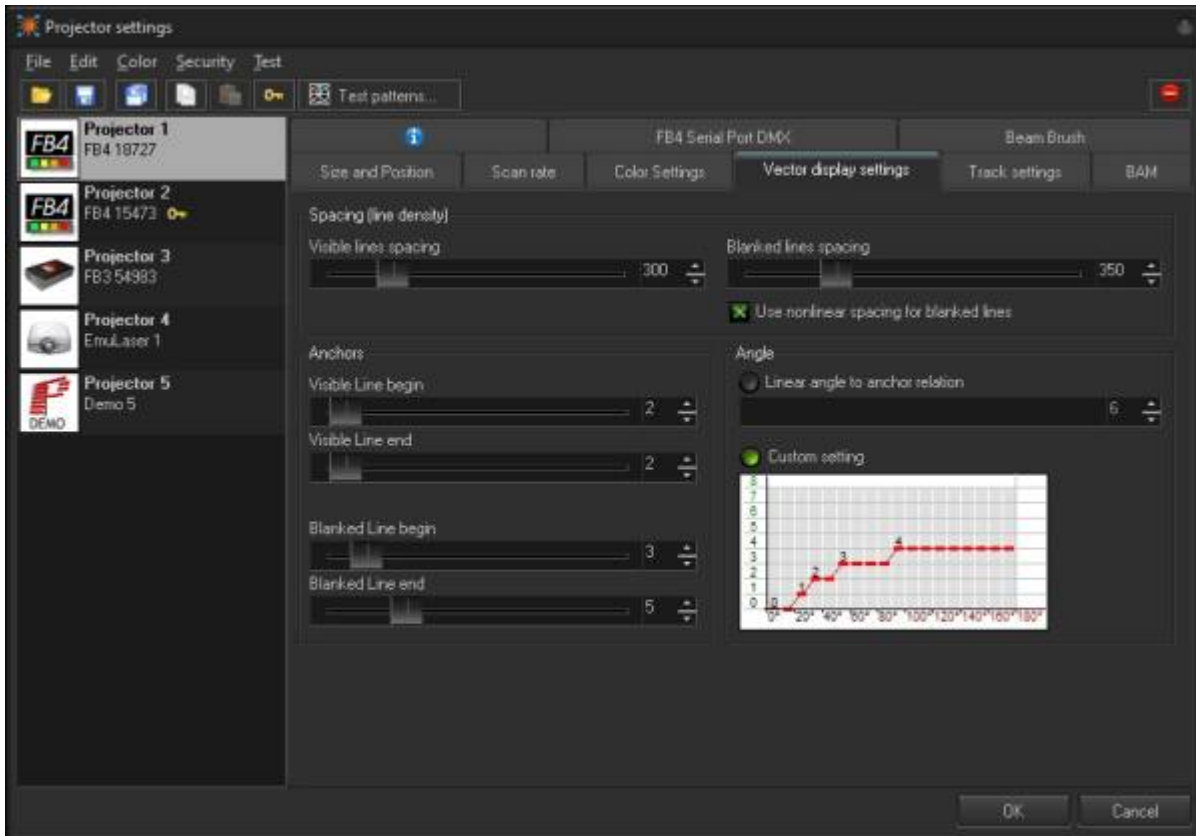 Projector settings
File Edit Color Security Test
Test patterns...
FB4
Projector 1
FB4 18727
FB4
Projector 2
FB4 15473
Projector 3
FB3 54983
Projector 4
EmuLaser 1
DEMO
Projector 5
Demo 5
FB4 Serial Port DMX Beam Brush
Size and Position Scan rate Color Settings Vector display settings Track settings BAM
Spacing (line density)
Visible lines spacing
300
Blanked lines spacing
350
Use nonlinear spacing for blanked lines
Anchors
Visible Line begin
2
Visible Line end
2
Blanked Line begin
3
Blanked Line end
5
Angle
Linear angle to anchor relation
6
Custom setting
8
7
6
5
4
3
2
1
0
0 1 2 3 4
0° 20° 40° 60° 80° 100° 120° 140° 160° 180°
OK Cancel